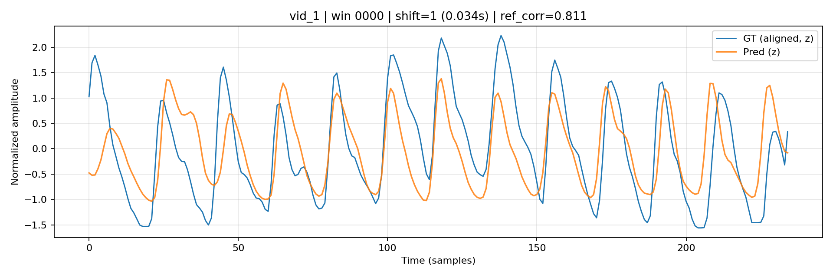 vid_1 | win 0000 | shift=1 (0.034s) | ref_corr=0.811
GT (aligned, z)
Pred (z)
Normalized amplitude
2.0
1.5
1.0
0.5
0.0
−0.5
−1.0
−1.5
0 50 100 150 200
Time (samples)